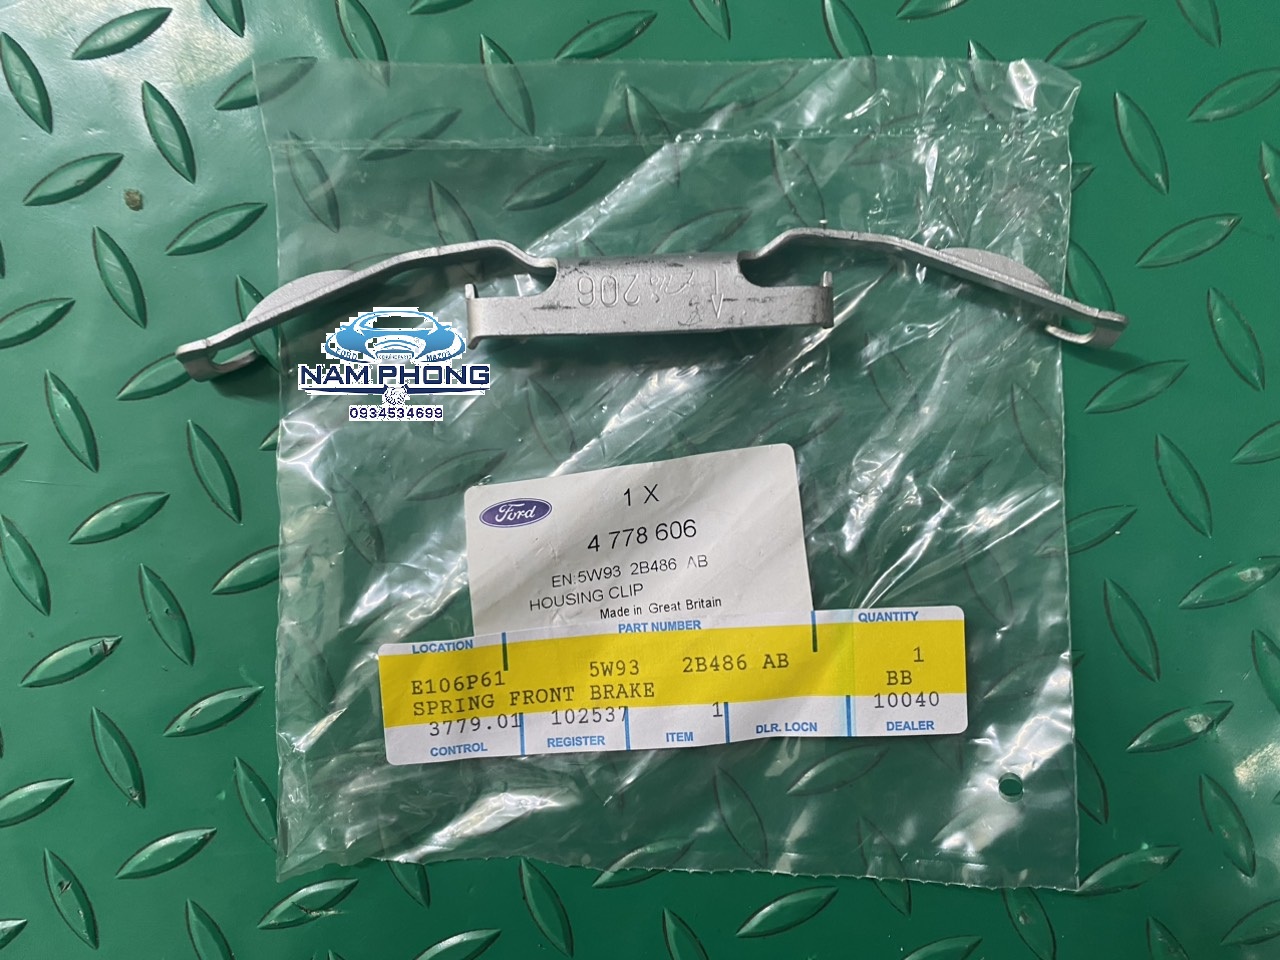 206
FORD
MAZDA
NAM PHONG
0934534699
Ford
1 X
4 778 606
EN:5W93 2B486 AB
HOUSING CLIP
Made in Great Britain
LOCATION
PART NUMBER
QUANTITY
E106P61 5W93 2B486 AB 1
SPRING FRONT BRAKE BB
3779.01 102537 1 10040
CONTROL REGISTER ITEM DLR. LOCN DEALER